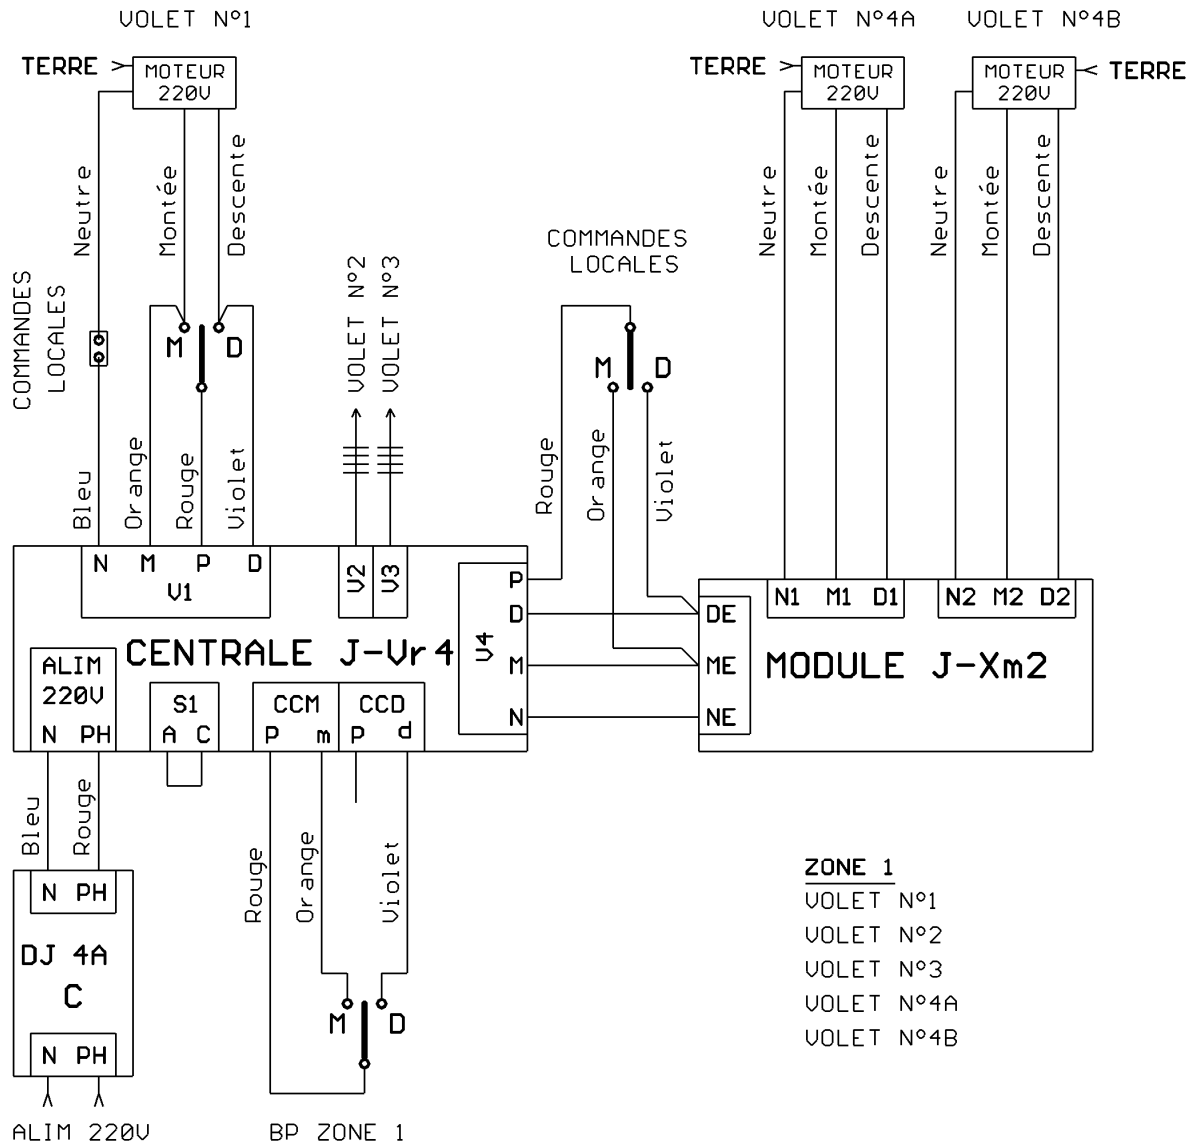 VOLET N°1
VOLET N°4A
VOLET N°4B
TERRE
MOTEUR
220V
TERRE
MOTEUR
220V
MOTEUR
220V
TERRE
Neutre
Montée
Descente
Neutre
Montée
Descente
Neutre
Montée
Descente
COMMANDES
LOCALES
COMMANDES
LOCALES
VOLET N°2
VOLET N°3
M
D
M
D
Bleu
Orange
Rouge
Violet
Rouge
Orange
Violet
N M P D
V1
V2
V3
P
D
M
N
V4
N1 M1 D1
N2 M2 D2
DE
ME
NE
CENTRALE J-Vr4
MODULE J-Xm2
ALIM
220V
N PH
S1
A C
CCM
P m
CCD
P d
Bleu
Rouge
Rouge
Orange
Violet
N PH
DJ 4A
C
N PH
ALIM 220V
M
D
BP ZONE 1
ZONE 1
VOLET N°1
VOLET N°2
VOLET N°3
VOLET N°4A
VOLET N°4B